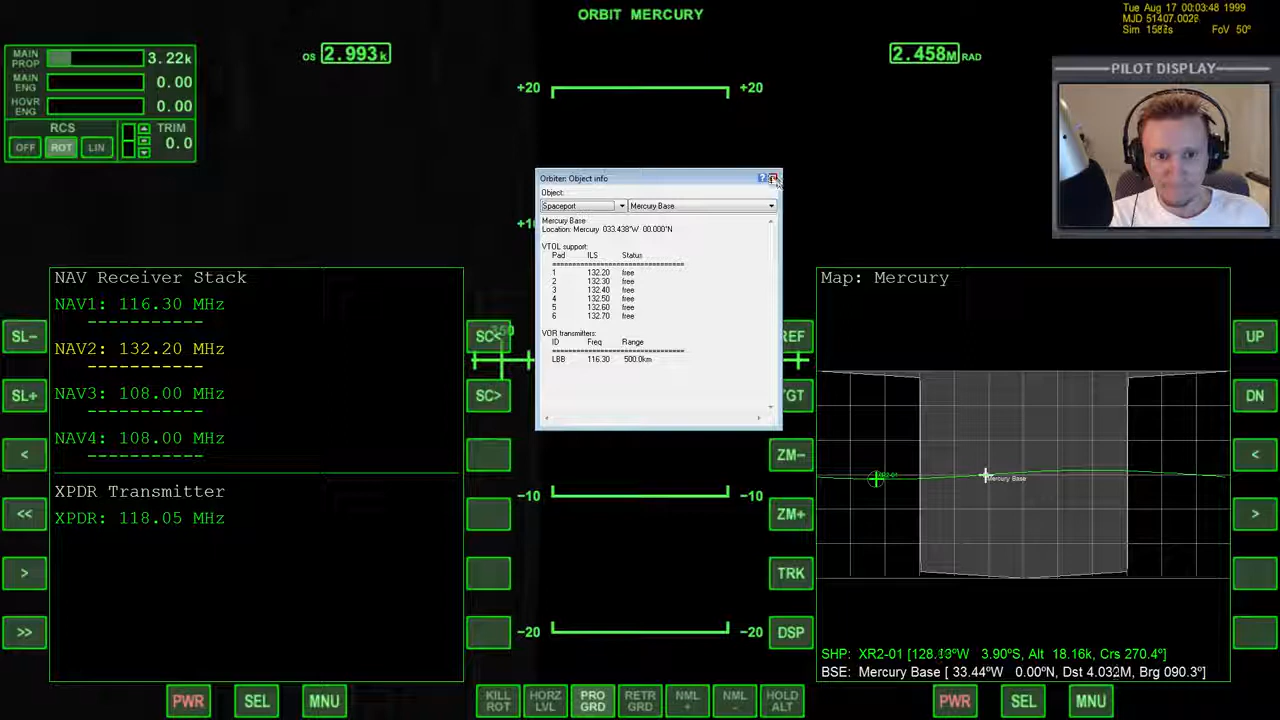 ORBIT MERCURY
Tue Aug 17 00:03:48 1999
MJD 51407.0026
Sim 158s FoV 50°
MAIN PROP 3.22k
MAIN ENG 0.00
HOVR ENG 0.00
RCS TRIM
OFF ROT LIN 0.0
OS 2.993k
2.458M RAD
PILOT DISPLAY
+20 +20
Orbiter: Object info
Object:
Spaceport Mercury Base
Mercury Base
Location: Mercury 033.438°W 00.000°N
VTOL support:
Pad ILS Status
=================================
1 132.20 free
2 132.30 free
3 132.40 free
4 132.50 free
5 132.60 free
6 132.70 free
VOR transmitters:
ID Freq Range
=================================
LBB 116.30 500.0km
NAV Receiver Stack
NAV1: 116.30 MHz
-----------
NAV2: 132.20 MHz
-----------
NAV3: 108.00 MHz
-----------
NAV4: 108.00 MHz
-----------
XPDR Transmitter
XPDR: 118.05 MHz
SL-
SL+
<
<<
>
>>
SC<
SC>
−10 −10
−20 −20
ZM-
ZM+
TRK
DSP
Map: Mercury
Mercury Base
SHP: XR2-01 [128.33°W 3.90°S, Alt 18.16k, Crs 270.4°]
BSE: Mercury Base [ 33.44°W 0.00°N, Dst 4.032M, Brg 090.3°]
UP
DN
<
>
PWR SEL MNU
KILL ROT
HORZ LVL
PRO GRD
RETR GRD
NML +
NML −
HOLD ALT
PWR SEL MNU